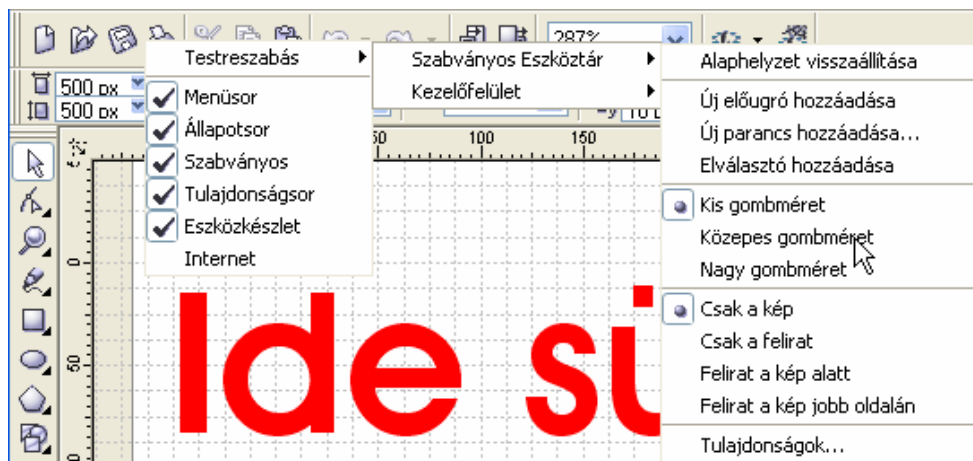 287%
500 px
500 px
Testreszabás
Menüsor
Állapotsor
Szabványos
Tulajdonságsor
Eszközkészlet
Internet
Szabványos Eszköztár
Kezelőfelület
Alaphelyzet visszaállítása
Új előugró hozzáadása
Új parancs hozzáadása...
Elválasztó hozzáadása
Kis gombméret
Közepes gombméret
Nagy gombméret
Csak a kép
Csak a felirat
Felirat a kép alatt
Felirat a kép jobb oldalán
Tulajdonságok...
100 150
0
50
Ide